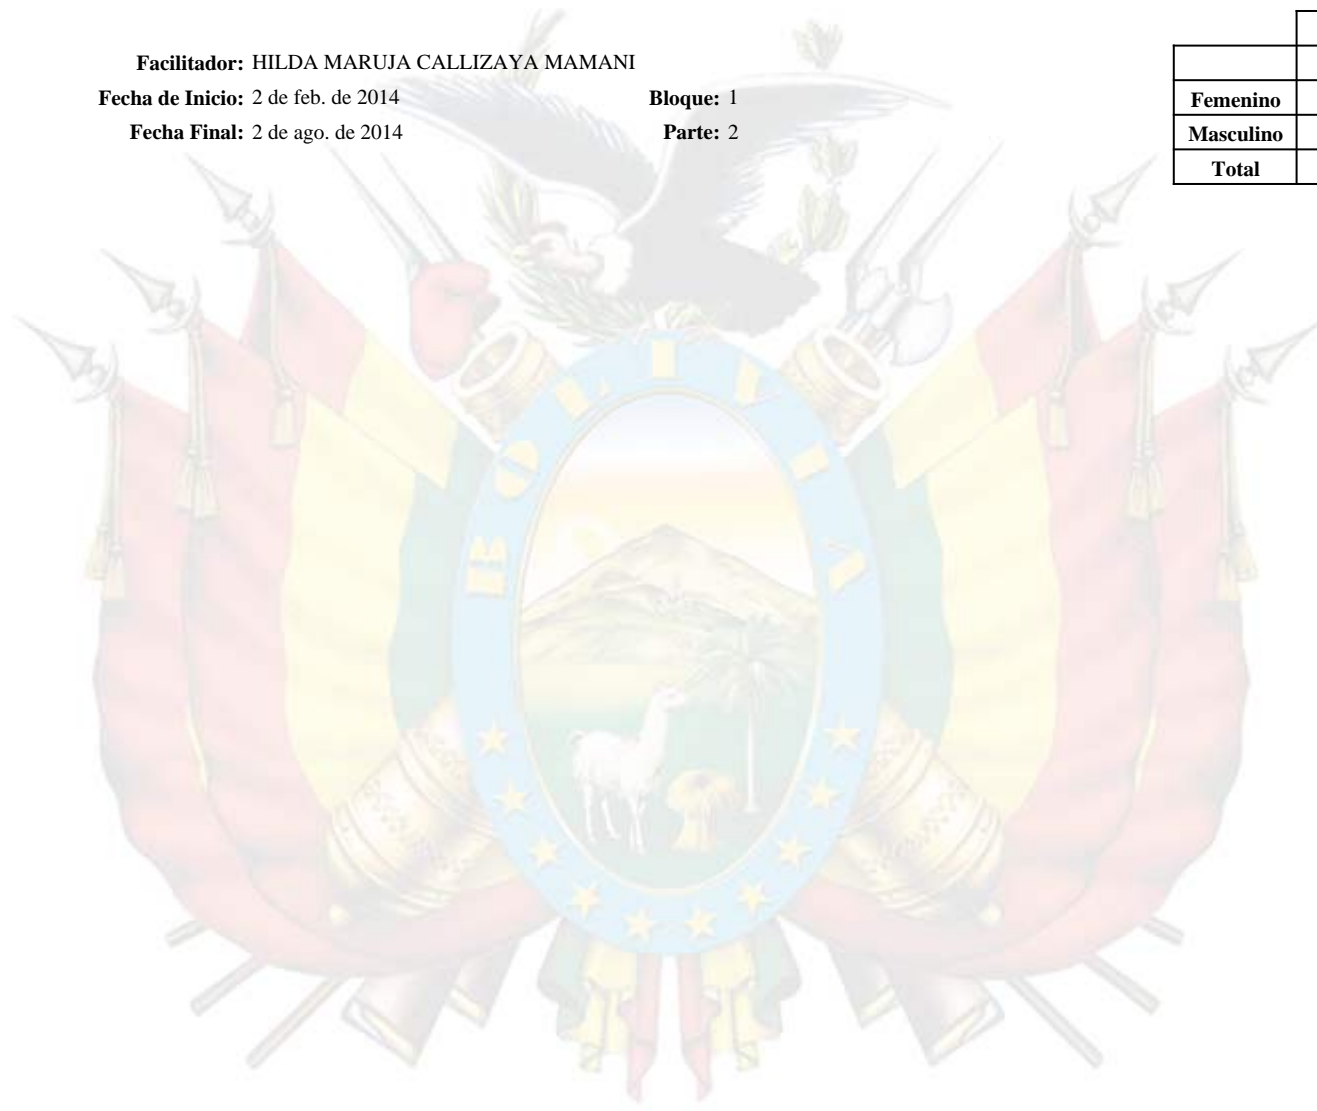 Facilitador: HILDA MARUJA CALLIZAYA MAMANI
Fecha de Inicio: 2 de feb. de 2014 Bloque: 1
Fecha Final: 2 de ago. de 2014 Parte: 2
Femenino
Masculino
Total
BOLIVIA